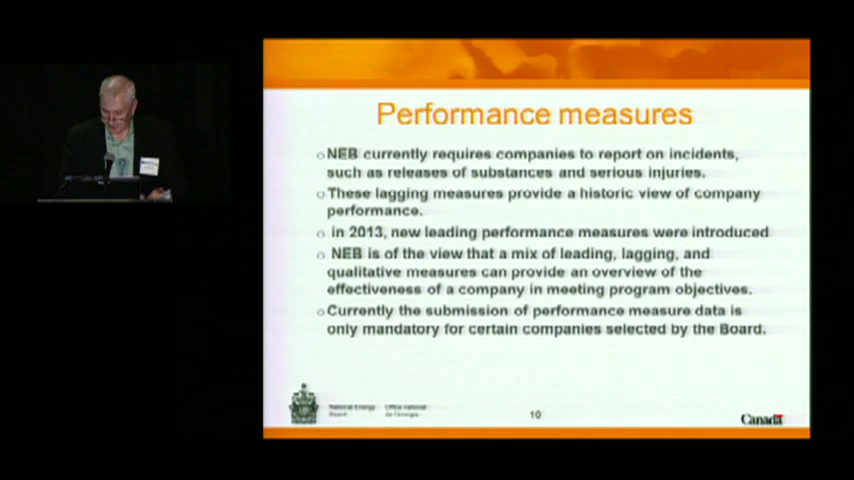 Performance measures
NEB currently requires companies to report on incidents,
such as releases of substances and serious injuries.
These lagging measures provide a historic view of company
performance.
in 2013, new leading performance measures were introduced
NEB is of the view that a mix of leading, lagging, and
qualitative measures can provide an overview of the
effectiveness of a company in meeting program objectives.
Currently the submission of performance measure data is
only mandatory for certain companies selected by the Board.
National Energy Office national
Board de l'énergie
10
Canada